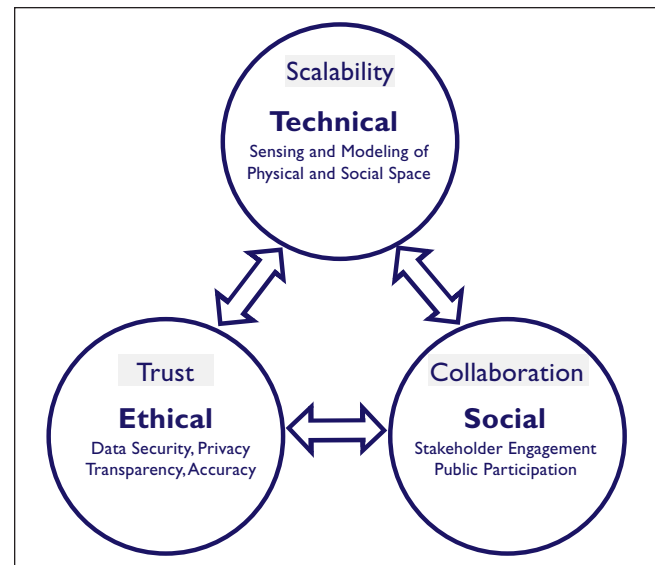 Scalability
Technical
Sensing and Modeling of
Physical and Social Space
Trust
Ethical
Data Security, Privacy
Transparency, Accuracy
Collaboration
Social
Stakeholder Engagement
Public Participation